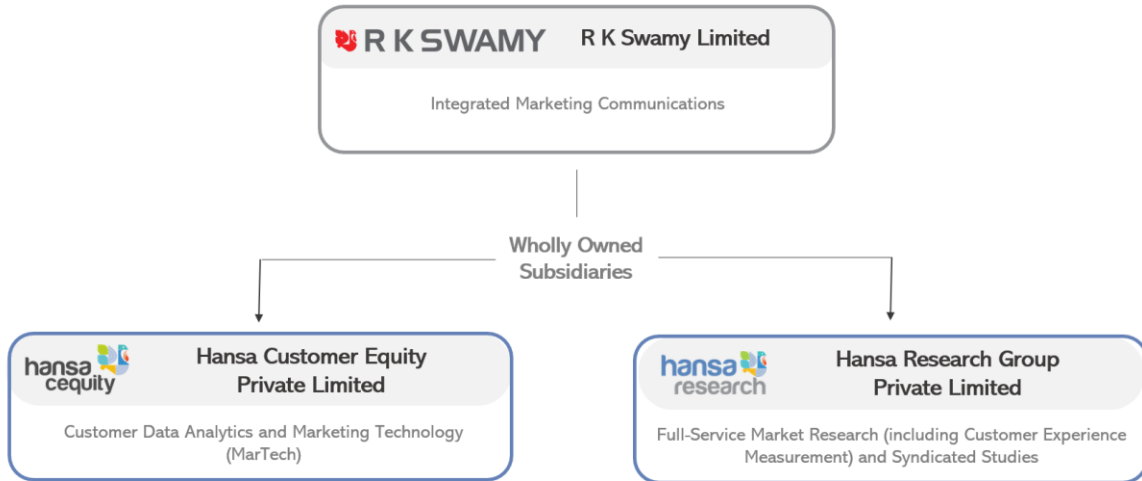 R K SWAMY R K Swamy Limited
Integrated Marketing Communications
Wholly Owned
Subsidiaries
hansa
cequity
Hansa Customer Equity
Private Limited
Customer Data Analytics and Marketing Technology
(MarTech)
hansa
research
Hansa Research Group
Private Limited
Full-Service Market Research (including Customer Experience
Measurement) and Syndicated Studies